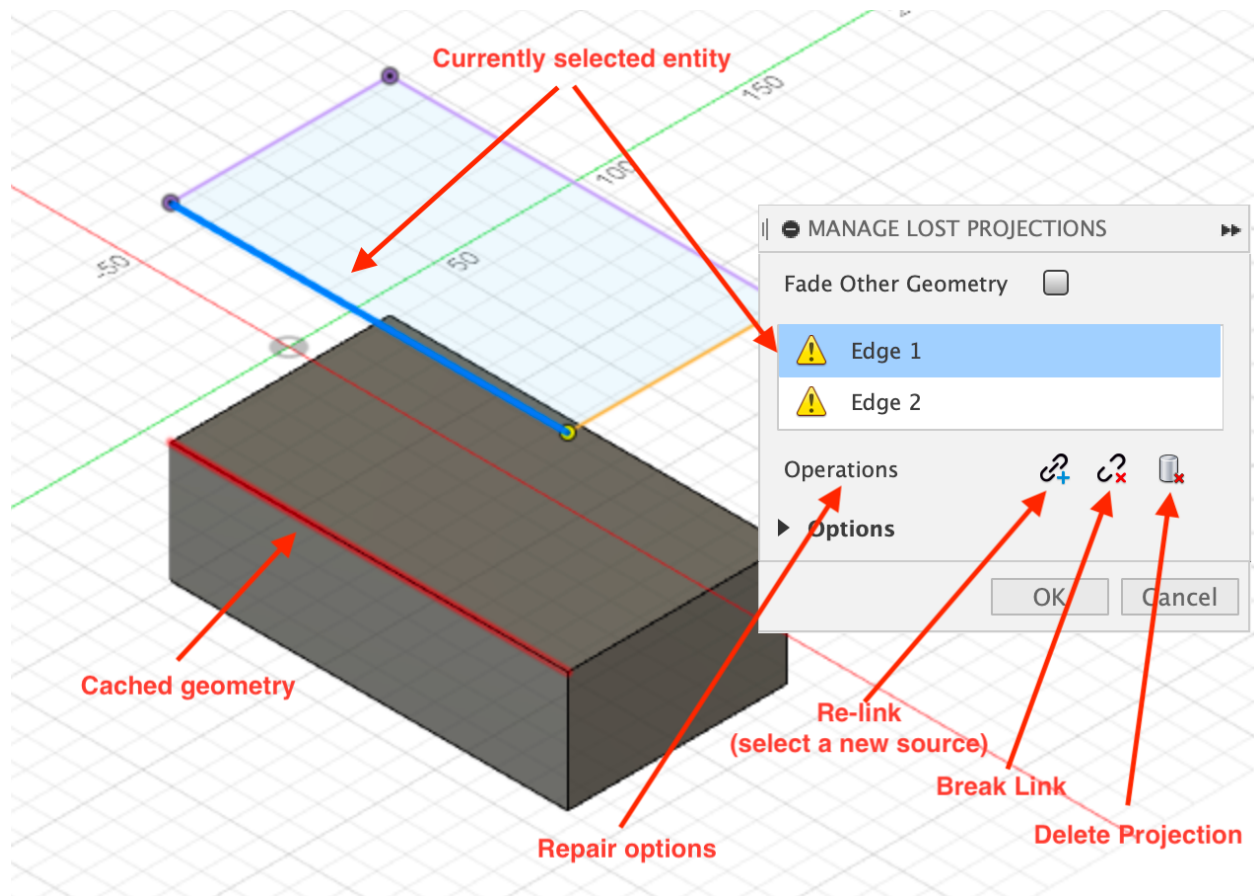 Currently selected entity
150
100
50
-50
MANAGE LOST PROJECTIONS
Fade Other Geometry
Edge 1
Edge 2
Operations
Options
OK
Cancel
Cached geometry
Re-link
(select a new source)
Break Link
Delete Projection
Repair options